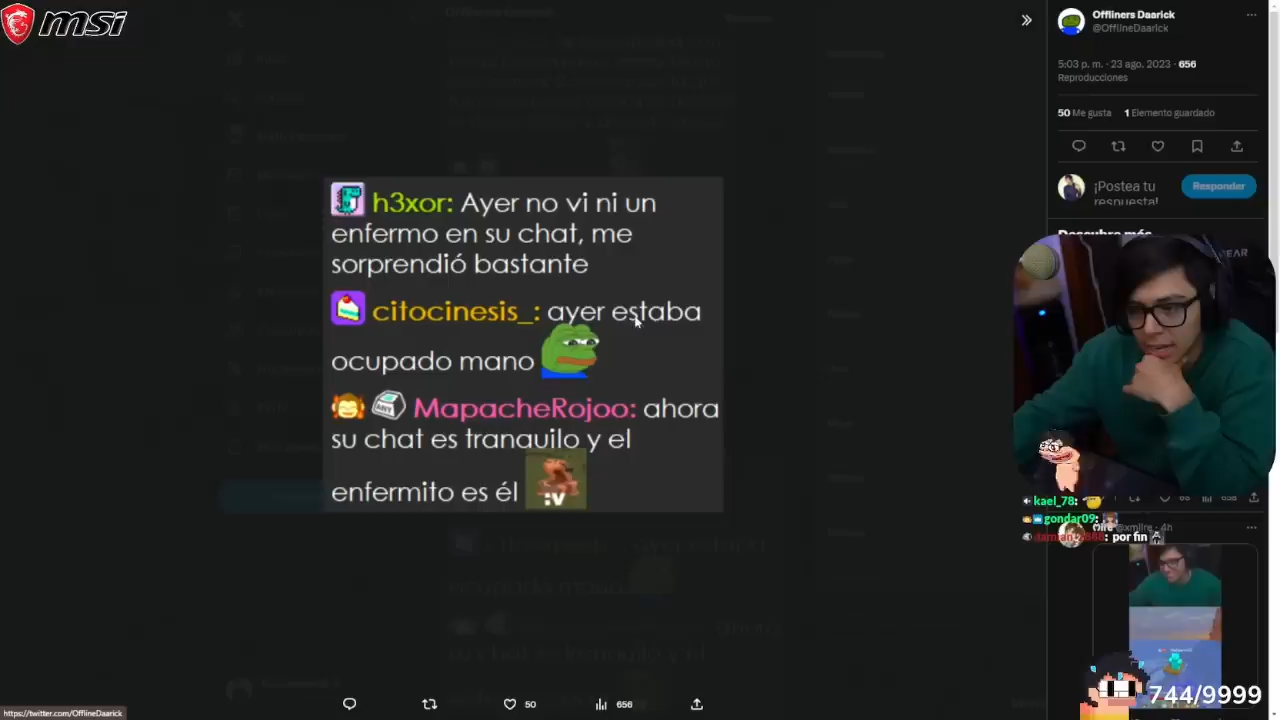 msi
Offliners Daarick
@OfflineDaarick
5:03 p. m. · 23 ago. 2023 · 656
Reproducciones
50 Me gusta 1 Elemento guardado
¡Postea tu
respuesta!
Responder
h3xor: Ayer no vi ni un
enfermo en su chat, me
sorprendió bastante
citocinesis_: ayer estaba
ocupado mano
MapacheRojoo: ahora
su chat es tranquilo y el
enfermito es él
:v
kael_78:
gondar09:
@xmiire · 4h
por fin
50
656
744/9999
https://twitter.com/OfflineDaarick